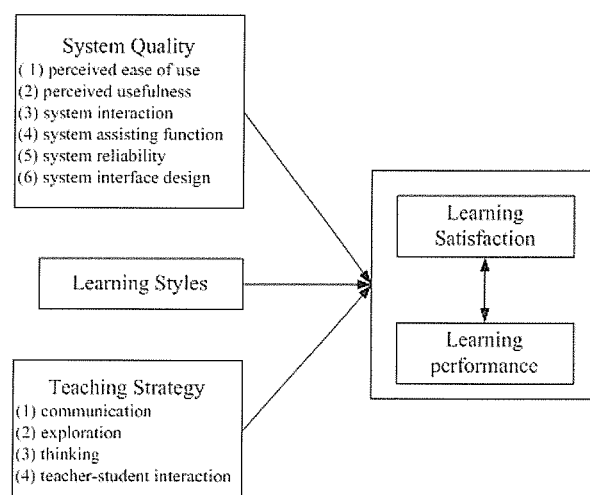 System Quality
( 1) perceived ease of use
(2) perceived usefulness
(3) system interaction
(4) system assisting function
(5) system reliability
(6) system interface design
Learning Styles
Teaching Strategy
(1) communication
(2) exploration
(3) thinking
(4) teacher-student interaction
Learning
Satisfaction
Learning
performance